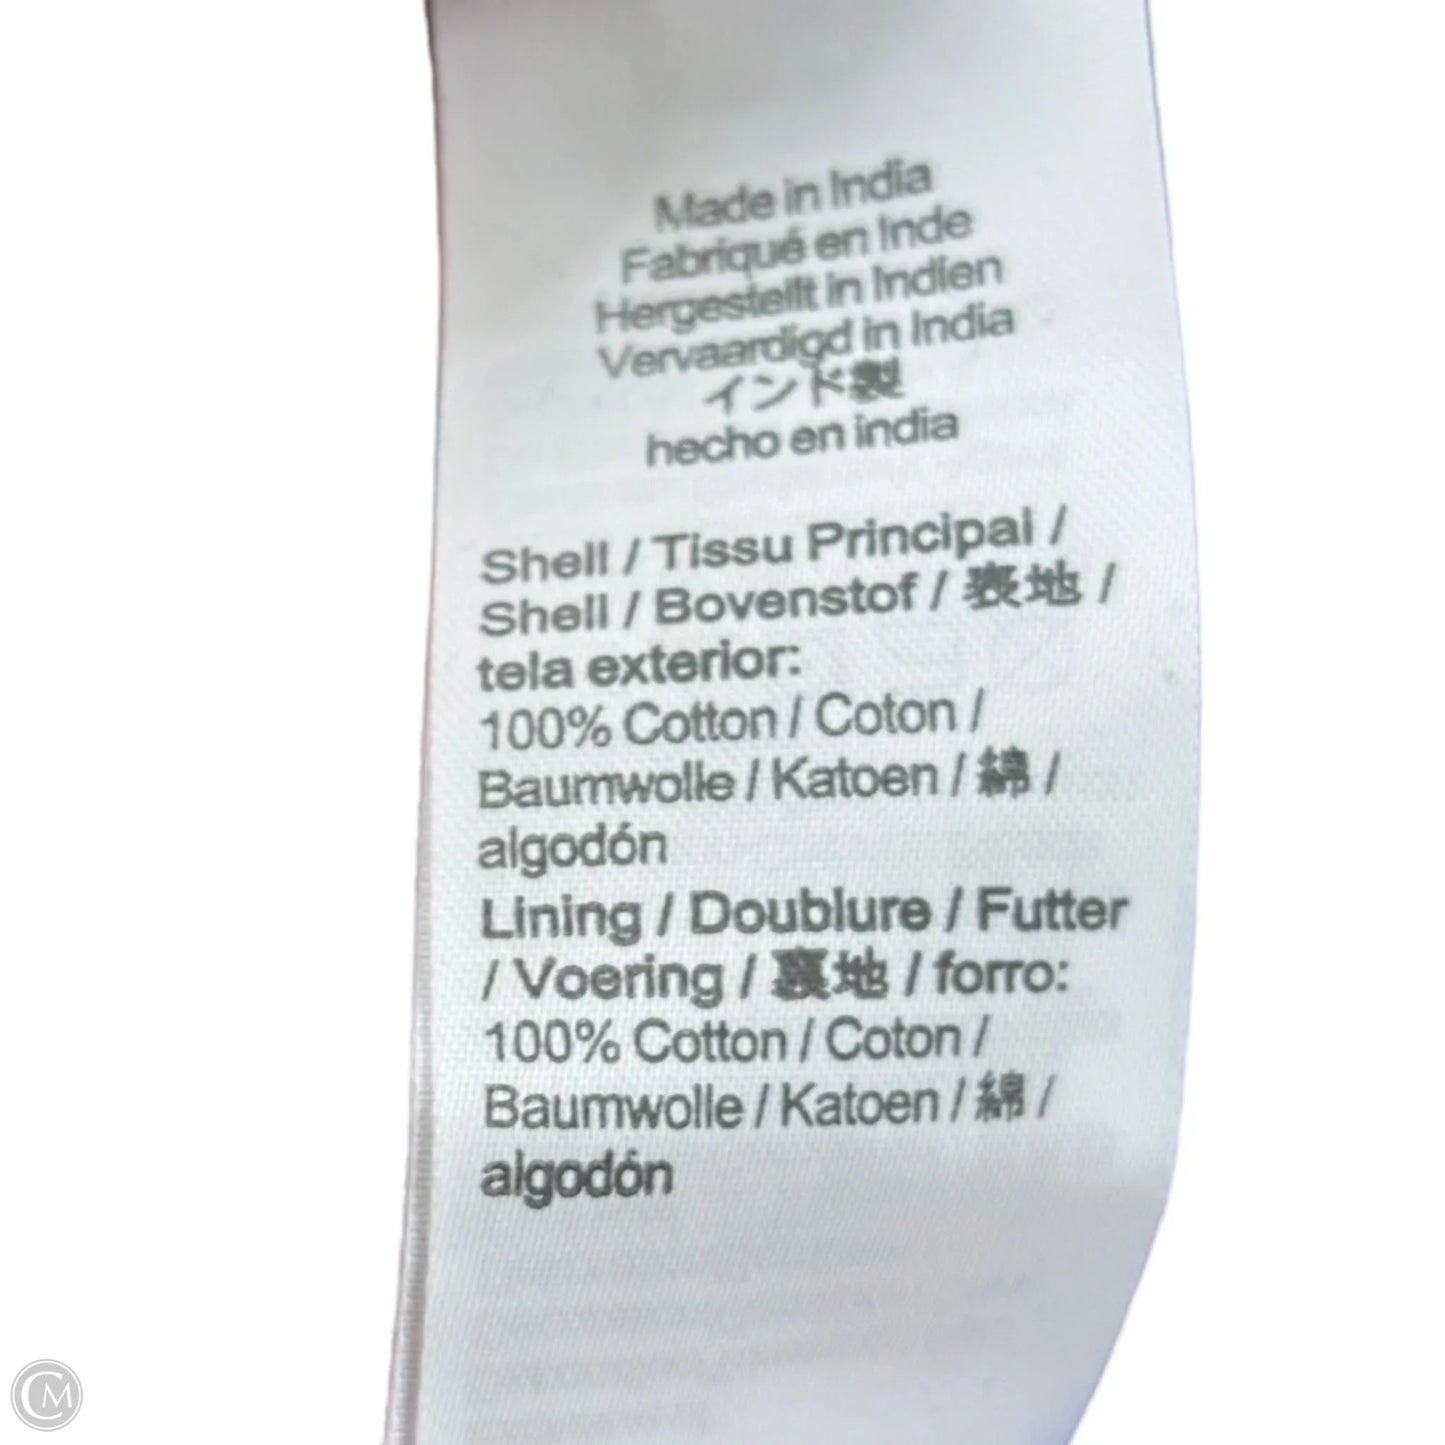 Made in India
Fabriqué en Inde
Hergestellt in Indien
Vervaardigd in India
インド製
hecho en india
Shell / Tissu Principal /
Shell / Bovenstof / 表地 /
tela exterior:
100% Cotton / Coton /
Baumwolle / Katoen / 綿 /
algodón
Lining / Doublure / Futter
/ Voering / 裏地 / forro:
100% Cotton / Coton /
Baumwolle / Katoen / 綿 /
algodón
CM